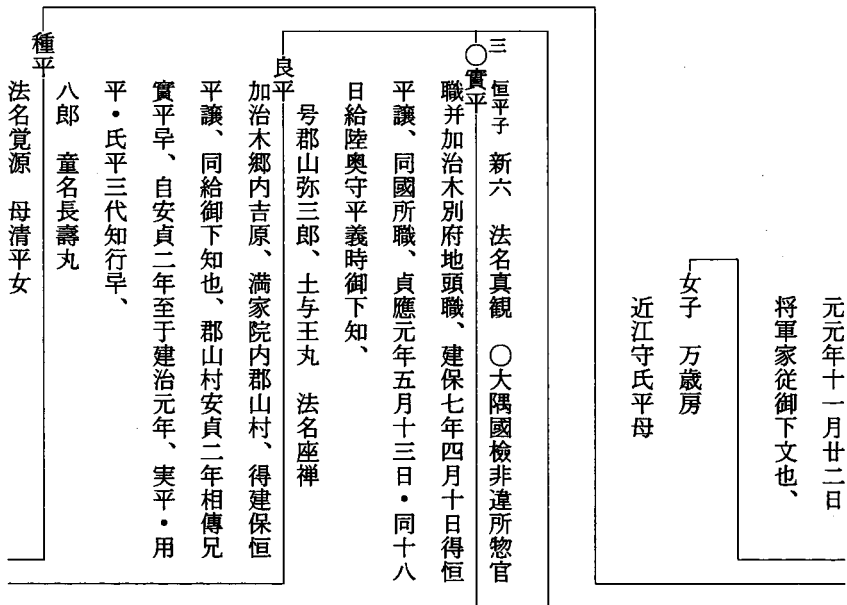 元元年十一月廿二日
将軍家従御下文也、
女子　万歳房
近江守氏平母
三
○實平
恒平子　新六　法名真観　○大隅國檢非違所惣官
職并加治木別府地頭職、建保七年四月十日得恒
平譲、同國所職、貞應元年五月十三日・同十八
日給陸奥守平義時御下知、
良平
号郡山弥三郎、土与王丸　法名座禅
加治木郷内吉原、満家院内郡山村、得建保恒
平譲、同給御下知也、郡山村安貞二年相傳兄
實平早、自安貞二年至于建治元年、実平・用
平・氏平三代知行早、
種平
八郎　童名長壽丸
法名覚源　母清平女